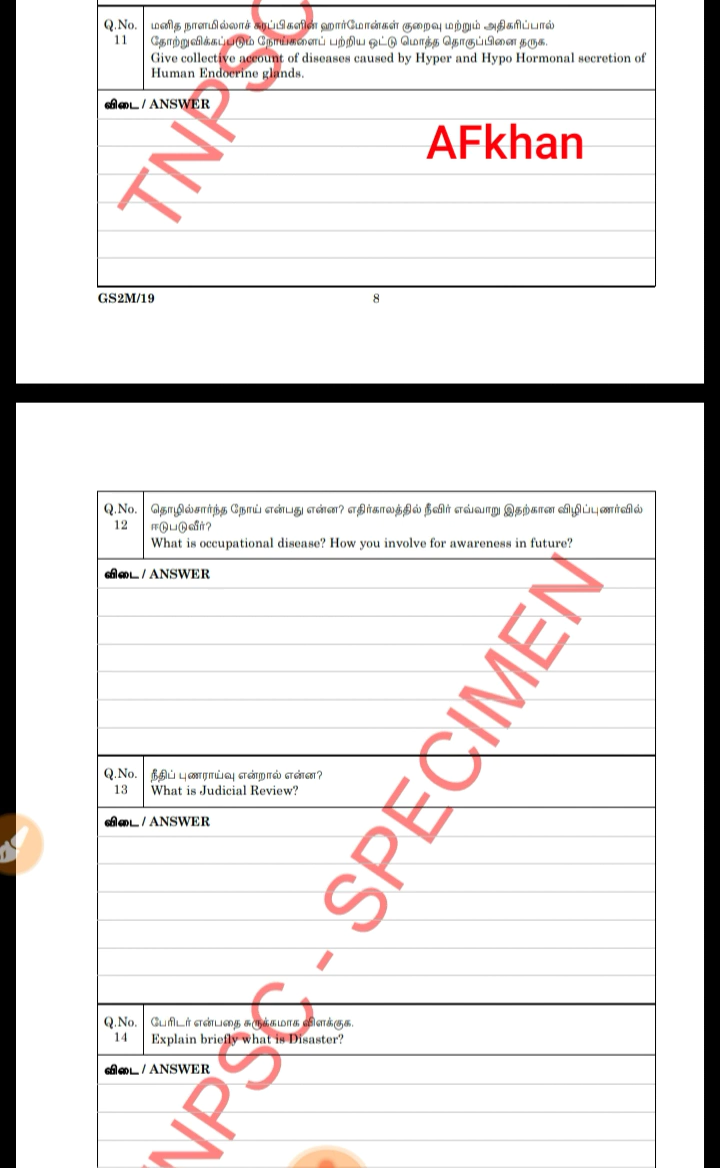 Q.No. 11
மனித நாளமில்லாச் சுரப்பிகளின் ஹார்மோன்கள் குறைவு மற்றும் அதிகரிப்பால்
தோற்றுவிக்கப்படும் நோய்களைப் பற்றிய ஒட்டு மொத்த தொகுப்பினை தருக.
Give collective account of diseases caused by Hyper and Hypo Hormonal secretion of
Human Endocrine glands.
விடை / ANSWER
AFkhan
TNPSC
GS2M/19
8
Q.No. 12
தொழில்சார்ந்த நோய் என்பது என்ன? எதிர்காலத்தில் நீவிர் எவ்வாறு இதற்கான விழிப்புணர்வில்
ஈடுபடுவீர்?
What is occupational disease? How you involve for awareness in future?
விடை / ANSWER
Q.No. 13
நீதிப் புணராய்வு என்றால் என்ன?
What is Judicial Review?
விடை / ANSWER
Q.No. 14
பேரிடர் என்பதை சுருக்கமாக விளக்குக.
Explain briefly what is Disaster?
விடை / ANSWER
NPSC - SPECIMEN